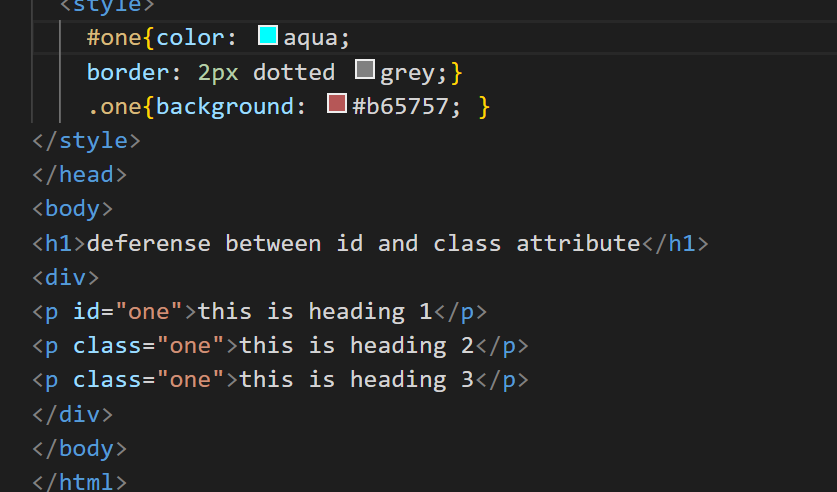 <style>
#one{color: aqua;
border: 2px dotted grey;}
.one{background: #b65757; }
</style>
</head>
<body>
<h1>deferense between id and class attribute</h1>
<div>
<p id="one">this is heading 1</p>
<p class="one">this is heading 2</p>
<p class="one">this is heading 3</p>
</div>
</body>
</html>